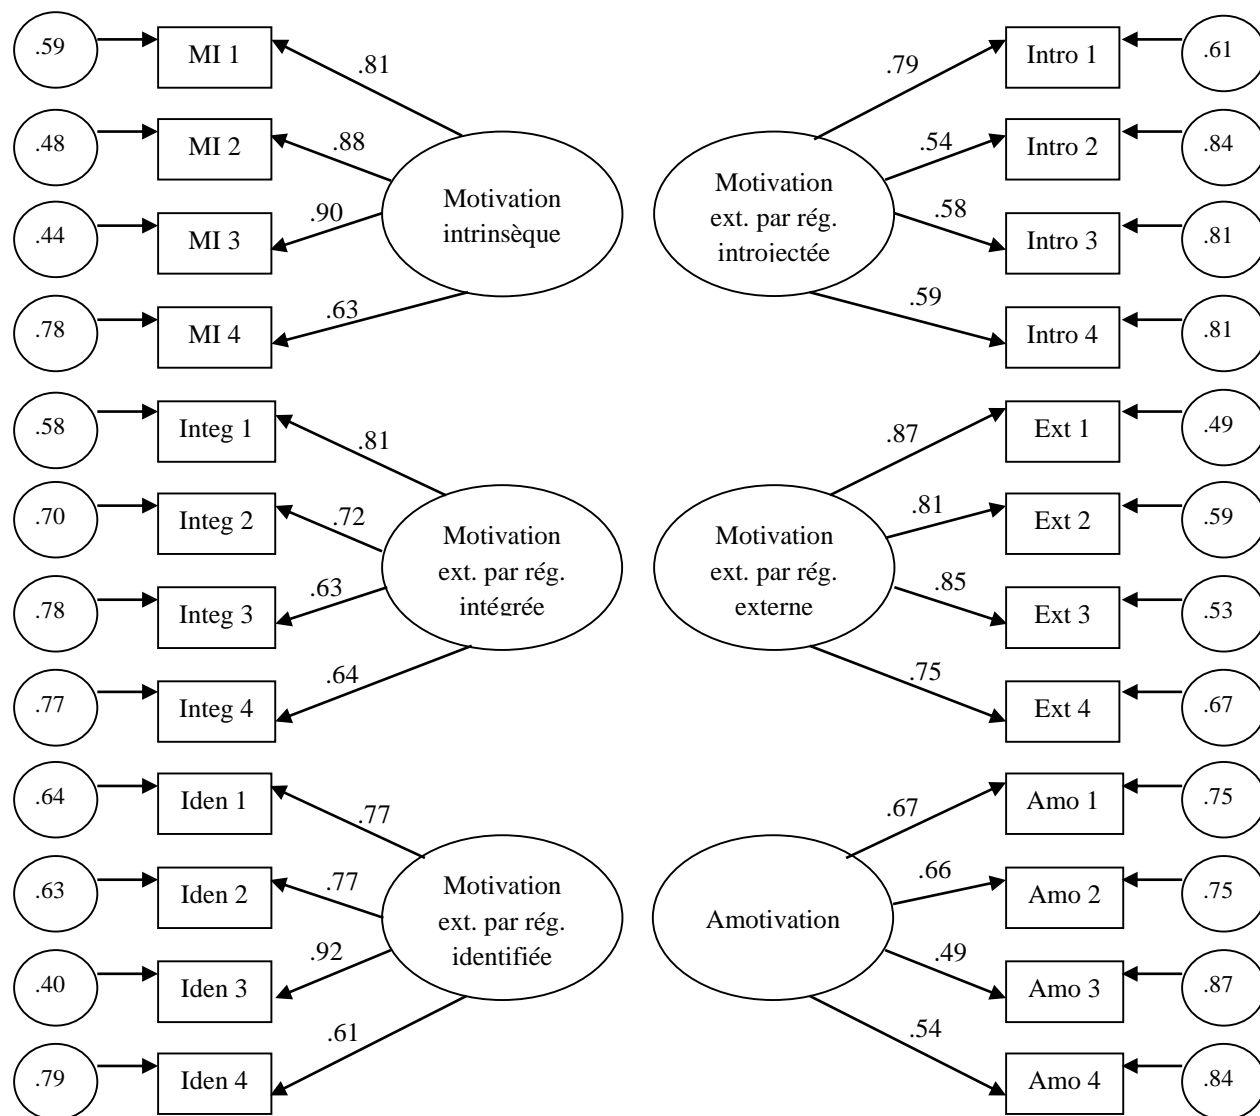 .59 MI 1 .81
.48 MI 2 .88
.44 MI 3 .90
.78 MI 4 .63
Motivation
intrinsèque
.79 Intro 1 .61
.54 Intro 2 .84
.58 Intro 3 .81
.59 Intro 4 .81
Motivation
ext. par rég.
introjectée
.58 Integ 1 .81
.70 Integ 2 .72
.78 Integ 3 .63
.77 Integ 4 .64
Motivation
ext. par rég.
intégrée
.87 Ext 1 .49
.81 Ext 2 .59
.85 Ext 3 .53
.75 Ext 4 .67
Motivation
ext. par rég.
externe
.64 Iden 1 .77
.63 Iden 2 .77
.40 Iden 3 .92
.79 Iden 4 .61
Motivation
ext. par rég.
identifiée
.67 Amo 1 .75
.66 Amo 2 .75
.49 Amo 3 .87
.54 Amo 4 .84
Amotivation